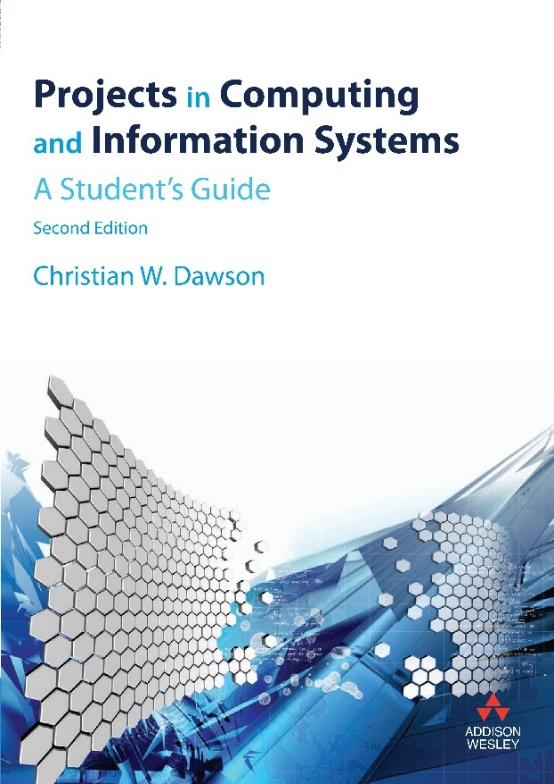 Projects in Computing
and Information Systems
A Student's Guide
Second Edition
Christian W. Dawson
ADDISON
WESLEY